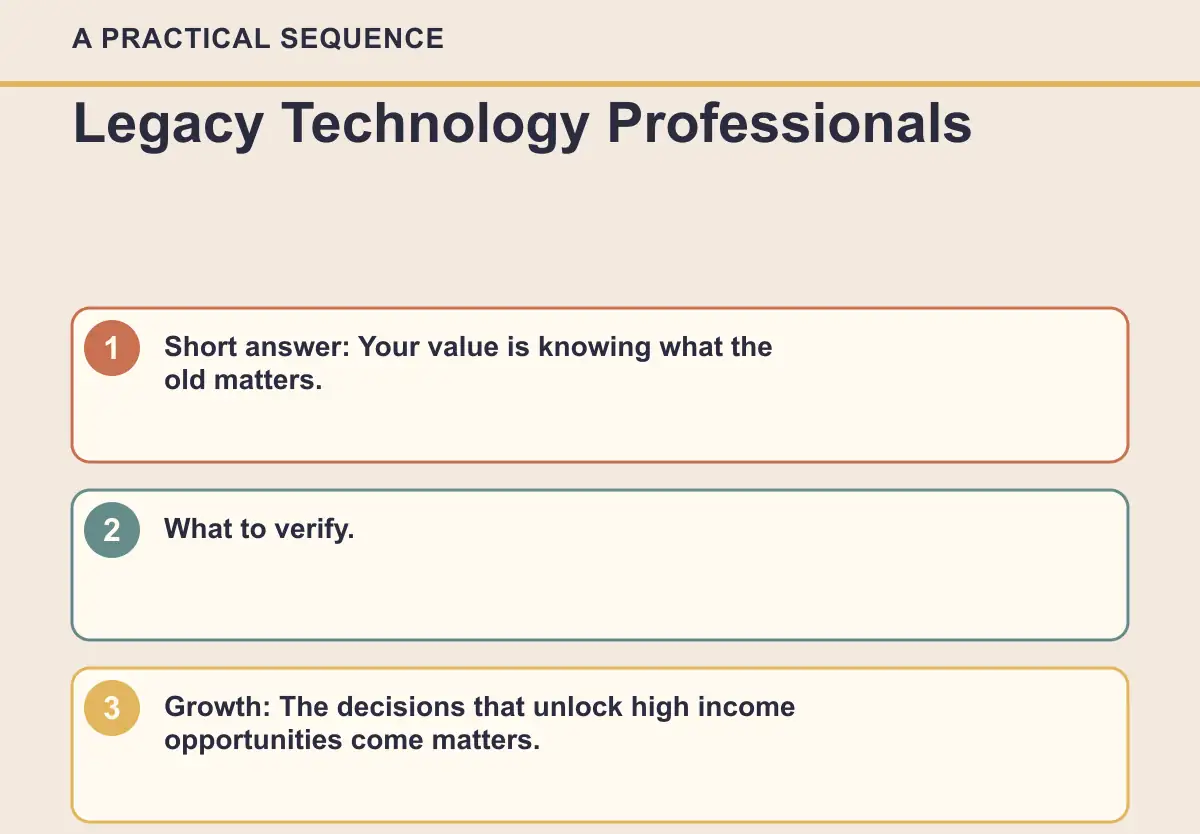 A PRACTICAL SEQUENCE
Legacy Technology Professionals
1
Short answer: Your value is knowing what the
old matters.
2
What to verify.
3
Growth: The decisions that unlock high income
opportunities come matters.